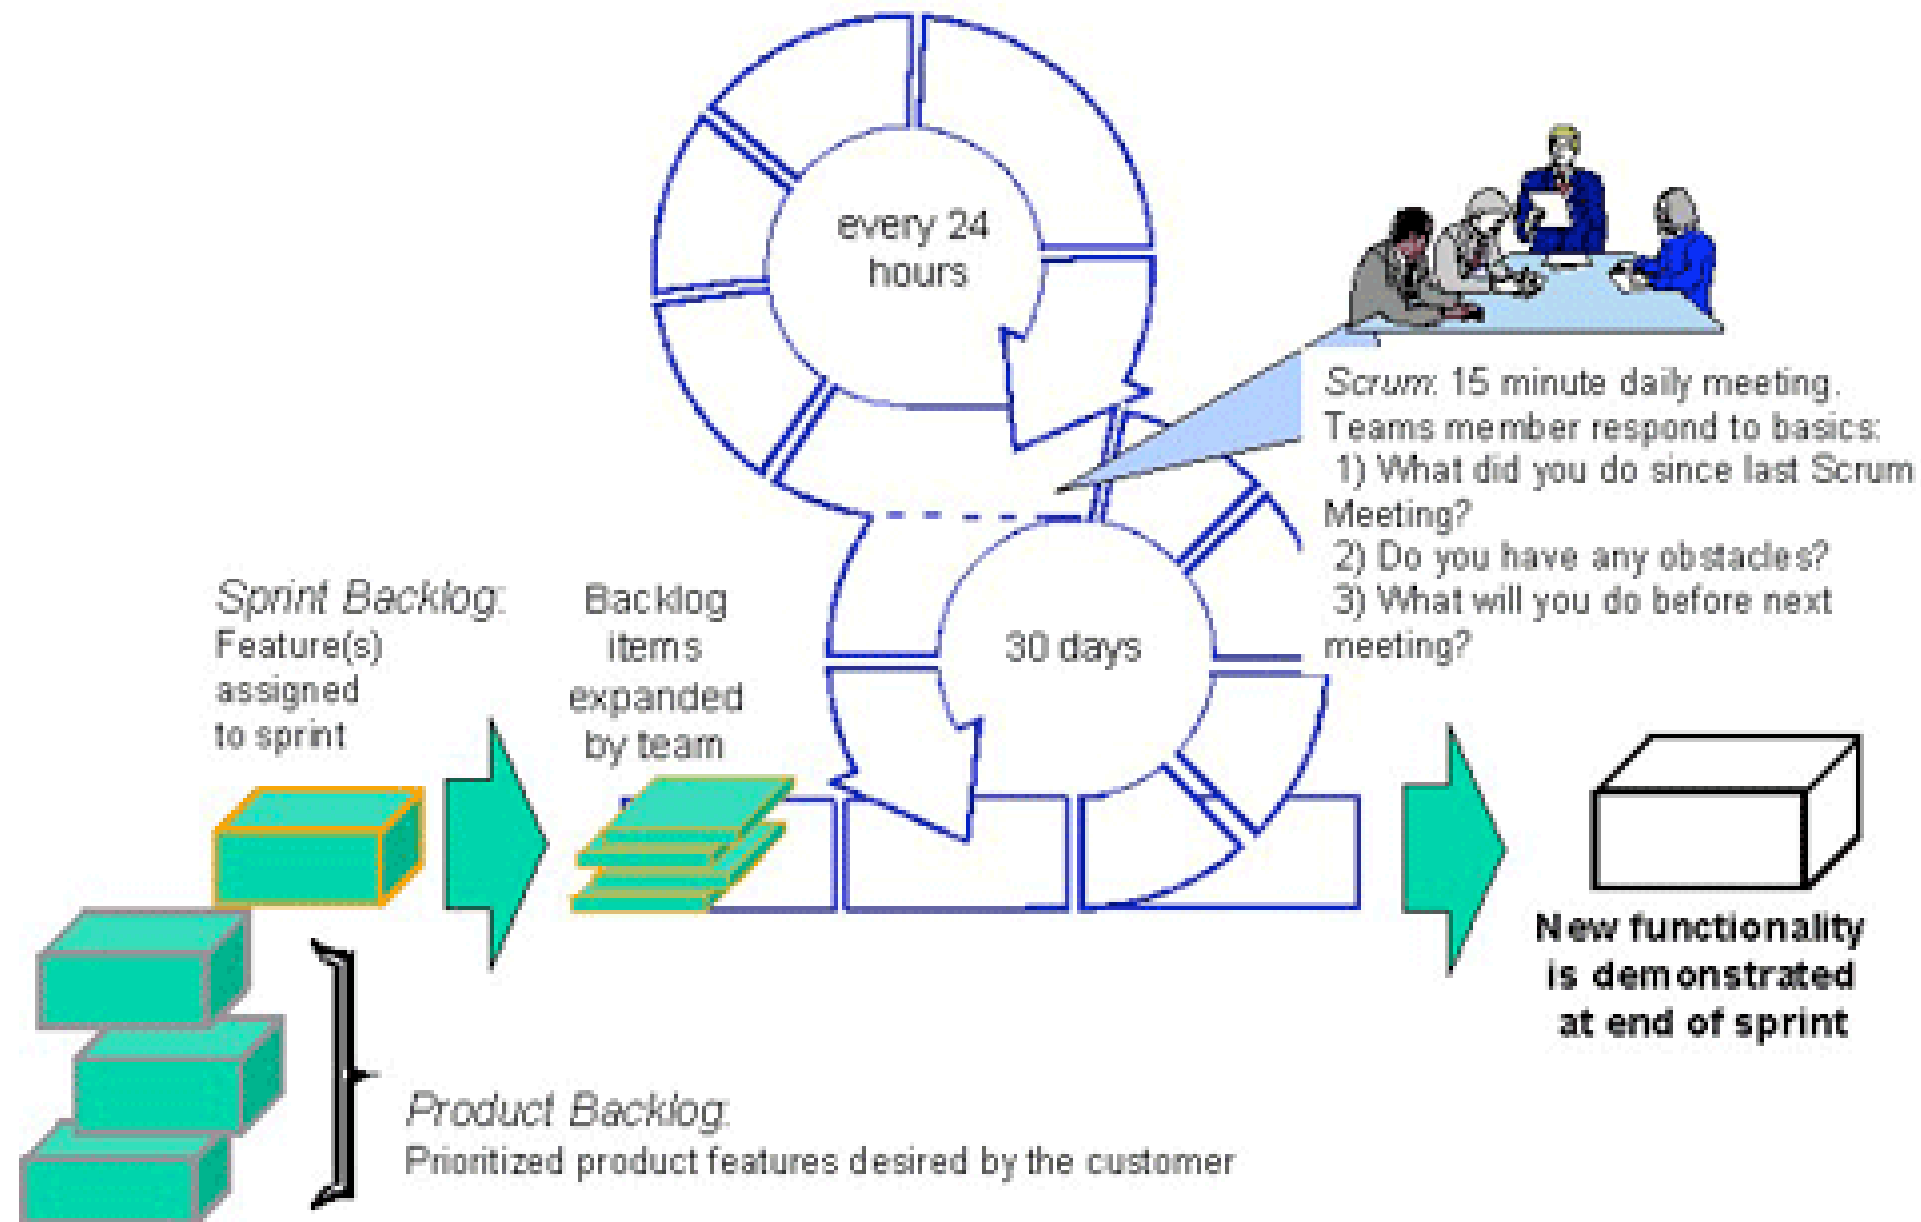 every 24
hours
Scrum: 15 minute daily meeting.
Teams member respond to basics:
1) What did you do since last Scrum
Meeting?
2) Do you have any obstacles?
3) What will you do before next
meeting?
Sprint Backlog:
Feature(s)
assigned
to sprint
Backlog
items
expanded
by team
30 days
New functionality
is demonstrated
at end of sprint
Product Backlog:
Prioritized product features desired by the customer